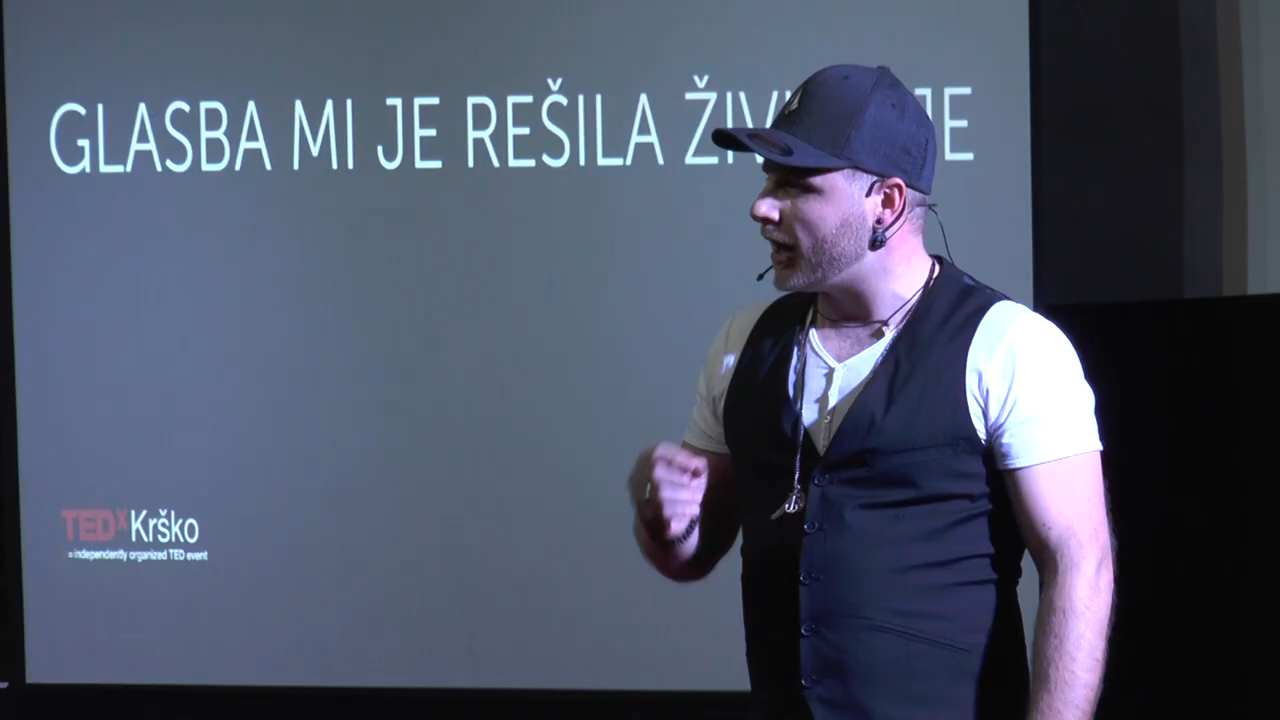 GLASBA MI JE REŠILA
TEDxKrško
= independently organized TED event